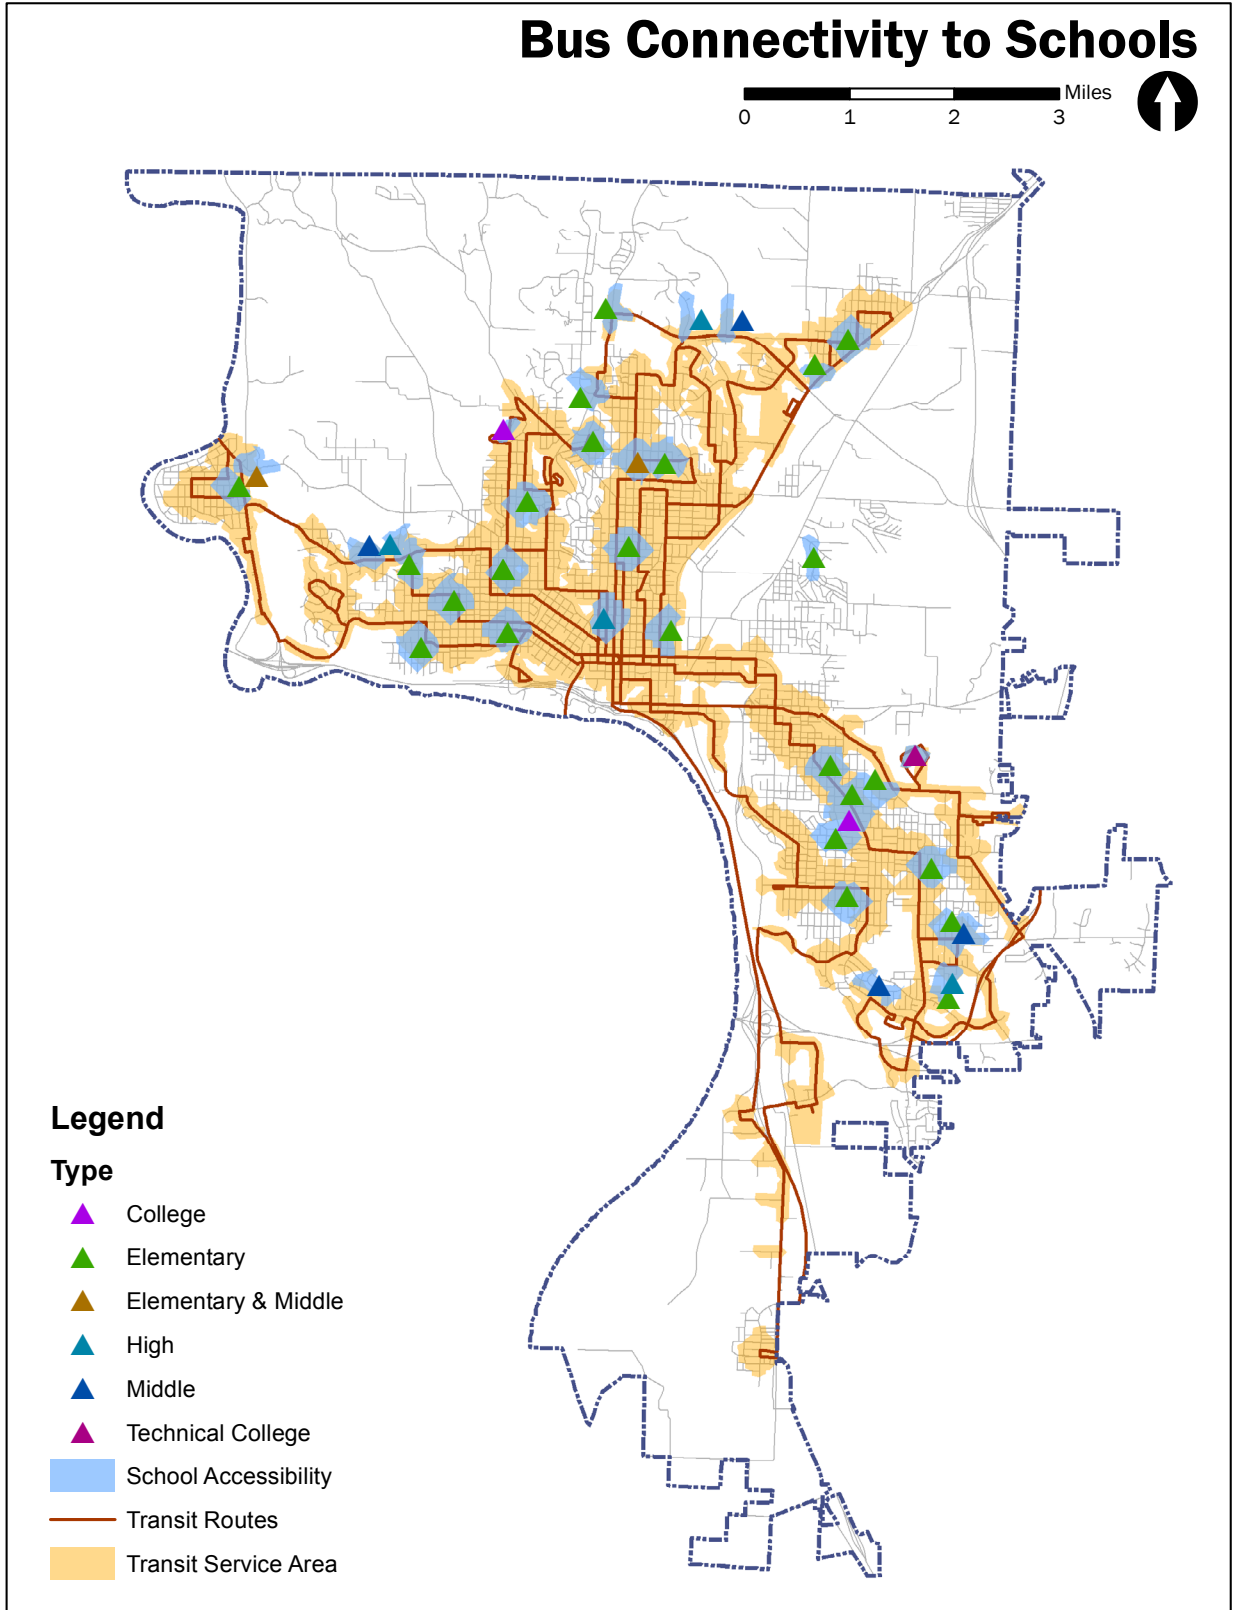 Bus Connectivity to Schools
Miles
0 1 2 3
Legend
Type
College
Elementary
Elementary & Middle
High
Middle
Technical College
School Accessibility
Transit Routes
Transit Service Area